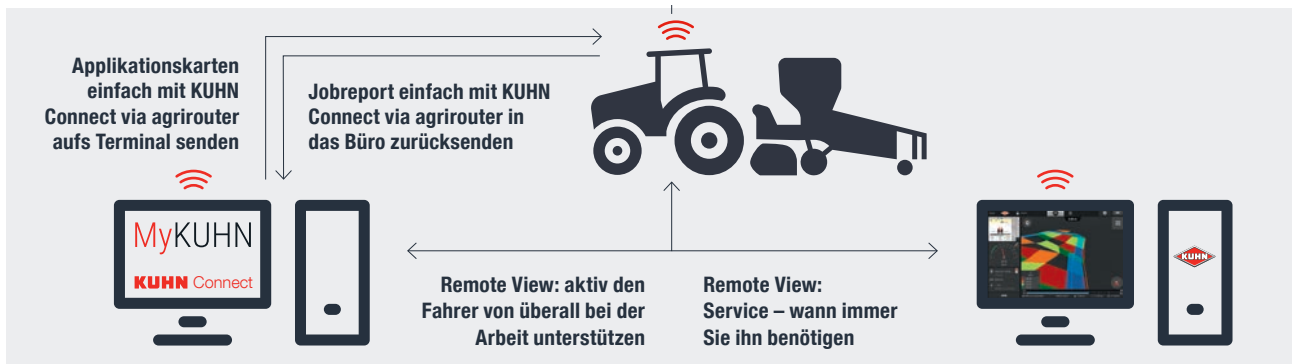 Applikationskarten
einfach mit KUHN
Connect via agrirouter
aufs Terminal senden
Jobreport einfach mit KUHN
Connect via agrirouter in
das Büro zurücksenden
MyKUHN
KUHN Connect
Remote View: aktiv den
Fahrer von überall bei der
Arbeit unterstützen
Remote View:
Service – wann immer
Sie ihn benötigen
KUHN